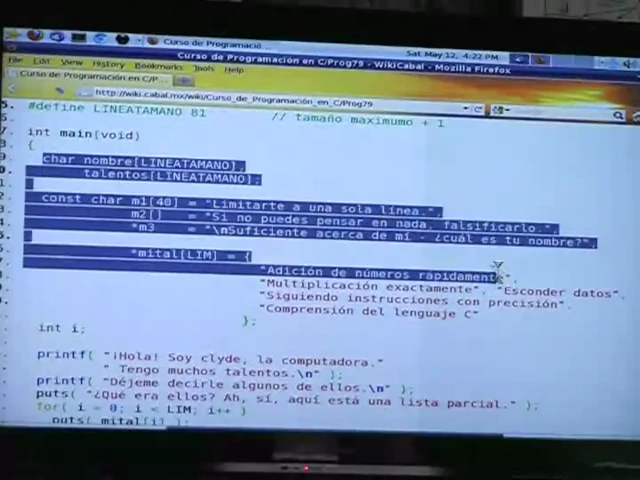 Curso de Programació...
Sat May 12, 4:22 PM
Curso de Programación en C/Prog79 - WikiCabal - Mozilla Firefox
File Edit View History Bookmarks Tools Help
Curso de Programación en C/P...
http://wiki.cabal.mx/wiki/Curso_de_Programación_en_C/Prog79
#define LINEATAMANO 81 // tamaño maximumo + 1
int main(void)
{
char nombre[LINEATAMANO],
talentos[LINEATAMANO];
const char m1[40] = "Limitarte a una sola línea.",
m2[] = "Si no puedes pensar en nada, falsificarlo.",
*m3 = "\nSuficiente acerca de mí - ¿cuál es tu nombre?",
*mital[LIM] = {
"Adición de números rápidamente",
"Multiplicación exactamente", "Esconder datos",
"Siguiendo instrucciones con precisión",
"Comprensión del lenguaje C"
};
int i;
printf( "¡Hola! Soy clyde, la computadora."
" Tengo muchos talentos.\n" );
printf( "Déjeme decirle algunos de ellos.\n" );
puts( "¿Qué era ellos? Ah, sí, aquí está una lista parcial." );
for( i = 0; i < LIM; i++ )
puts( mital[i] );